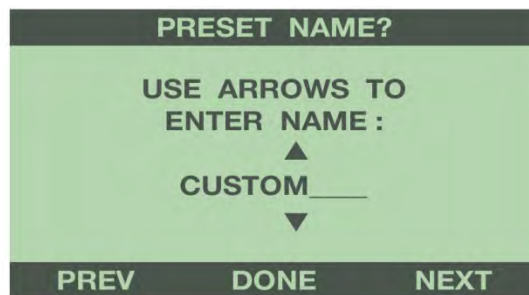 PRESET NAME?
USE ARROWS TO
ENTER NAME :
▲
CUSTOM____
▼
PREV DONE NEXT